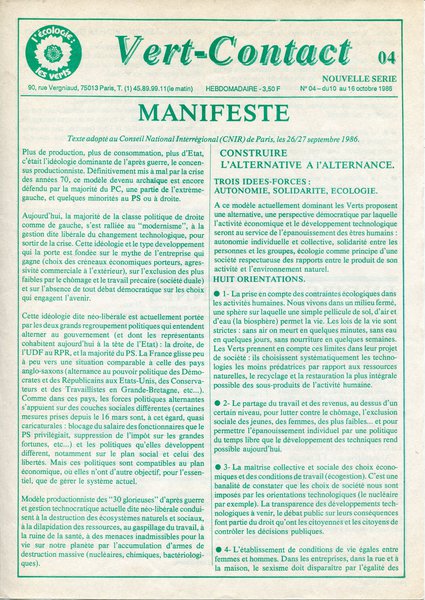 l'écologie:
les verts
Vert-Contact
04
NOUVELLE SERIE
90, rue Vergniaud, 75013 Paris, T. (1) 45.89.99.11 (le matin)
HEBDOMADAIRE - 3,50 F
N° 04 - du 10 au 16 octobre 1986
MANIFESTE
Texte adopté au Conseil National Interrégional (CNIR) de Paris, les 26/27 septembre 1986.
Plus de production, plus de consommation, plus d'Etat,
c'était l'idéologie dominante de l'après guerre, le concen-
sus productionniste. Définitivement mis à mal par la crise
des années 70, ce modèle devenu archaïque est encore
défendu par la majorité du PC, une partie de l'extrême-
gauche, et quelques minorités au PS ou à droite.
Aujourd'hui, la majorité de la classe politique de droite
comme de gauche, s'est ralliée au "modernisme", à la
gestion dite libérale du changement technologique, pour
sortir de la crise. Cette idéologie et le type développement
qui la porte est fondée sur le mythe de l'entreprise qui
gagne (choix des créneaux économiques porteurs, agres-
sivité commerciale à l'extérieur), sur l'exclusion des plus
faibles par le chômage et le travail précaire (société duale)
et sur l'absence de tout débat démocratique sur les choix
qui engagent l'avenir.
Cette idéologie dite néo-libérale est actuellement portée
par les deux grands regroupement politiques qui entendent
alterner au gouvernement (et dont les représentants
cohabitent aujourd'hui à la tête de l'Etat) : la droite, de
l'UDF au RPR, et la majorité du PS. La France glisse peu
à peu vers une situation comparable à celle des pays
anglo-saxons (alternance au pouvoir politique des Démo-
crates et des Républicains aux Etats-Unis, des Conserva-
teurs et des Travaillistes en Grande-Bretagne, etc...).
Comme dans ces pays, les forces politiques alternantes
s'appuient sur des couches sociales différentes (certaines
mesures prises depuis le 16 mars sont, à cet égard, quasi
caricaturales : blocage du salaire des fonctionnaires que le
PS privilégiait, suppression de l'impôt sur les grandes
fortunes, etc...) et les politiques qu'elles développent
diffèrent, notamment sur le plan social et celui des
libertés. Mais ces politiques sont compatibles au plan
économique, ou elles n'ont d'autre objectif, pour l'essen-
tiel, que de gérer le système actuel.
Modèle productionniste des "30 glorieuses" d'après guerre
et gestion technocratique actuelle dite néo-libérale condui-
sent à la destruction des écosystèmes naturels et sociaux,
à la dilapidation des ressources, au gaspillage du travail, à
la ruine de la santé, à des menaces inadmissibles pour la
vie sur notre planète par l'accumulation d'armes de
destruction massive (nucléaires, chimiques, bactériologi-
ques).
CONSTRUIRE
L'ALTERNATIVE A l'ALTERNANCE.
TROIS IDEES-FORCES :
AUTONOMIE, SOLIDARITE, ECOLOGIE.
A ce modèle actuellement dominant les Verts proposent
une alternative, une perspective démocratique par laquelle
l'activité économique et le développement technologique
seront au service de l'épanouissement des êtres humains :
autonomie individuelle et collective, solidarité entre les
personnes et les groupes, écologie comme principe d'une
société respectueuse des rapports entre le produit de son
activité et l'environnement naturel.
HUIT ORIENTATIONS.
● 1- La prise en compte des contraintes écologiques dans
les activités humaines. Nous vivons dans un milieu fermé,
une sphère sur laquelle une simple pellicule de sol, d'air et
d'eau (la biosphère) permet la vie. Les lois de la vie sont
strictes : sans air on meurt en quelques minutes, sans eau
en quelques jours, sans nourriture en quelques semaines.
Les Verts prennent en compte ces limites dans leur projet
de société : ils choisissent systématiquement les techno-
logies les moins prédatrices par rapport aux ressources
naturelles, le recyclage et la restauration la plus intégrale
possible des sous-produits de l'activité humaine.
● 2- Le partage du travail et des revenus, au dessus d'un
certain niveau, pour lutter contre le chômage, l'exclusion
sociale des jeunes, des femmes, des plus faibles... et pour
permettre l'épanouissement individuel par une politique
du temps libre que le développement des techniques rend
possible aujourd'hui.
● 3- La maîtrise collective et sociale des choix écono-
miques et des conditions de travail (écogestion). C'est une
banalité de constater que les choix de société nous sont
imposés par les orientations technologiques (le nucléaire
par exemple). La transparence des développements tech-
nologiques à venir, le débat public sur leurs conséquences
font partie du droit qu'ont les citoyennes et les citoyens de
contrôler les décisions publiques.
● 4- L'établissement de conditions de vie égales entre
femmes et hommes. Dans les entreprises, dans la rue et à
la maison, le sexisme doit disparaître par l'égalité des